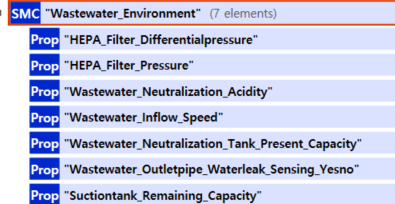 SMC "Wastewater_Environment" (7 elements)
Prop "HEPA_Filter_Differentialpressure"
Prop "HEPA_Filter_Pressure"
Prop "Wastewater_Neutralization_Acidity"
Prop "Wastewater_Inflow_Speed"
Prop "Wastewater_Neutralization_Tank_Present_Capacity"
Prop "Wastewater_Outletpipe_Waterleak_Sensing_Yesno"
Prop "Suctiontank_Remaining_Capacity"